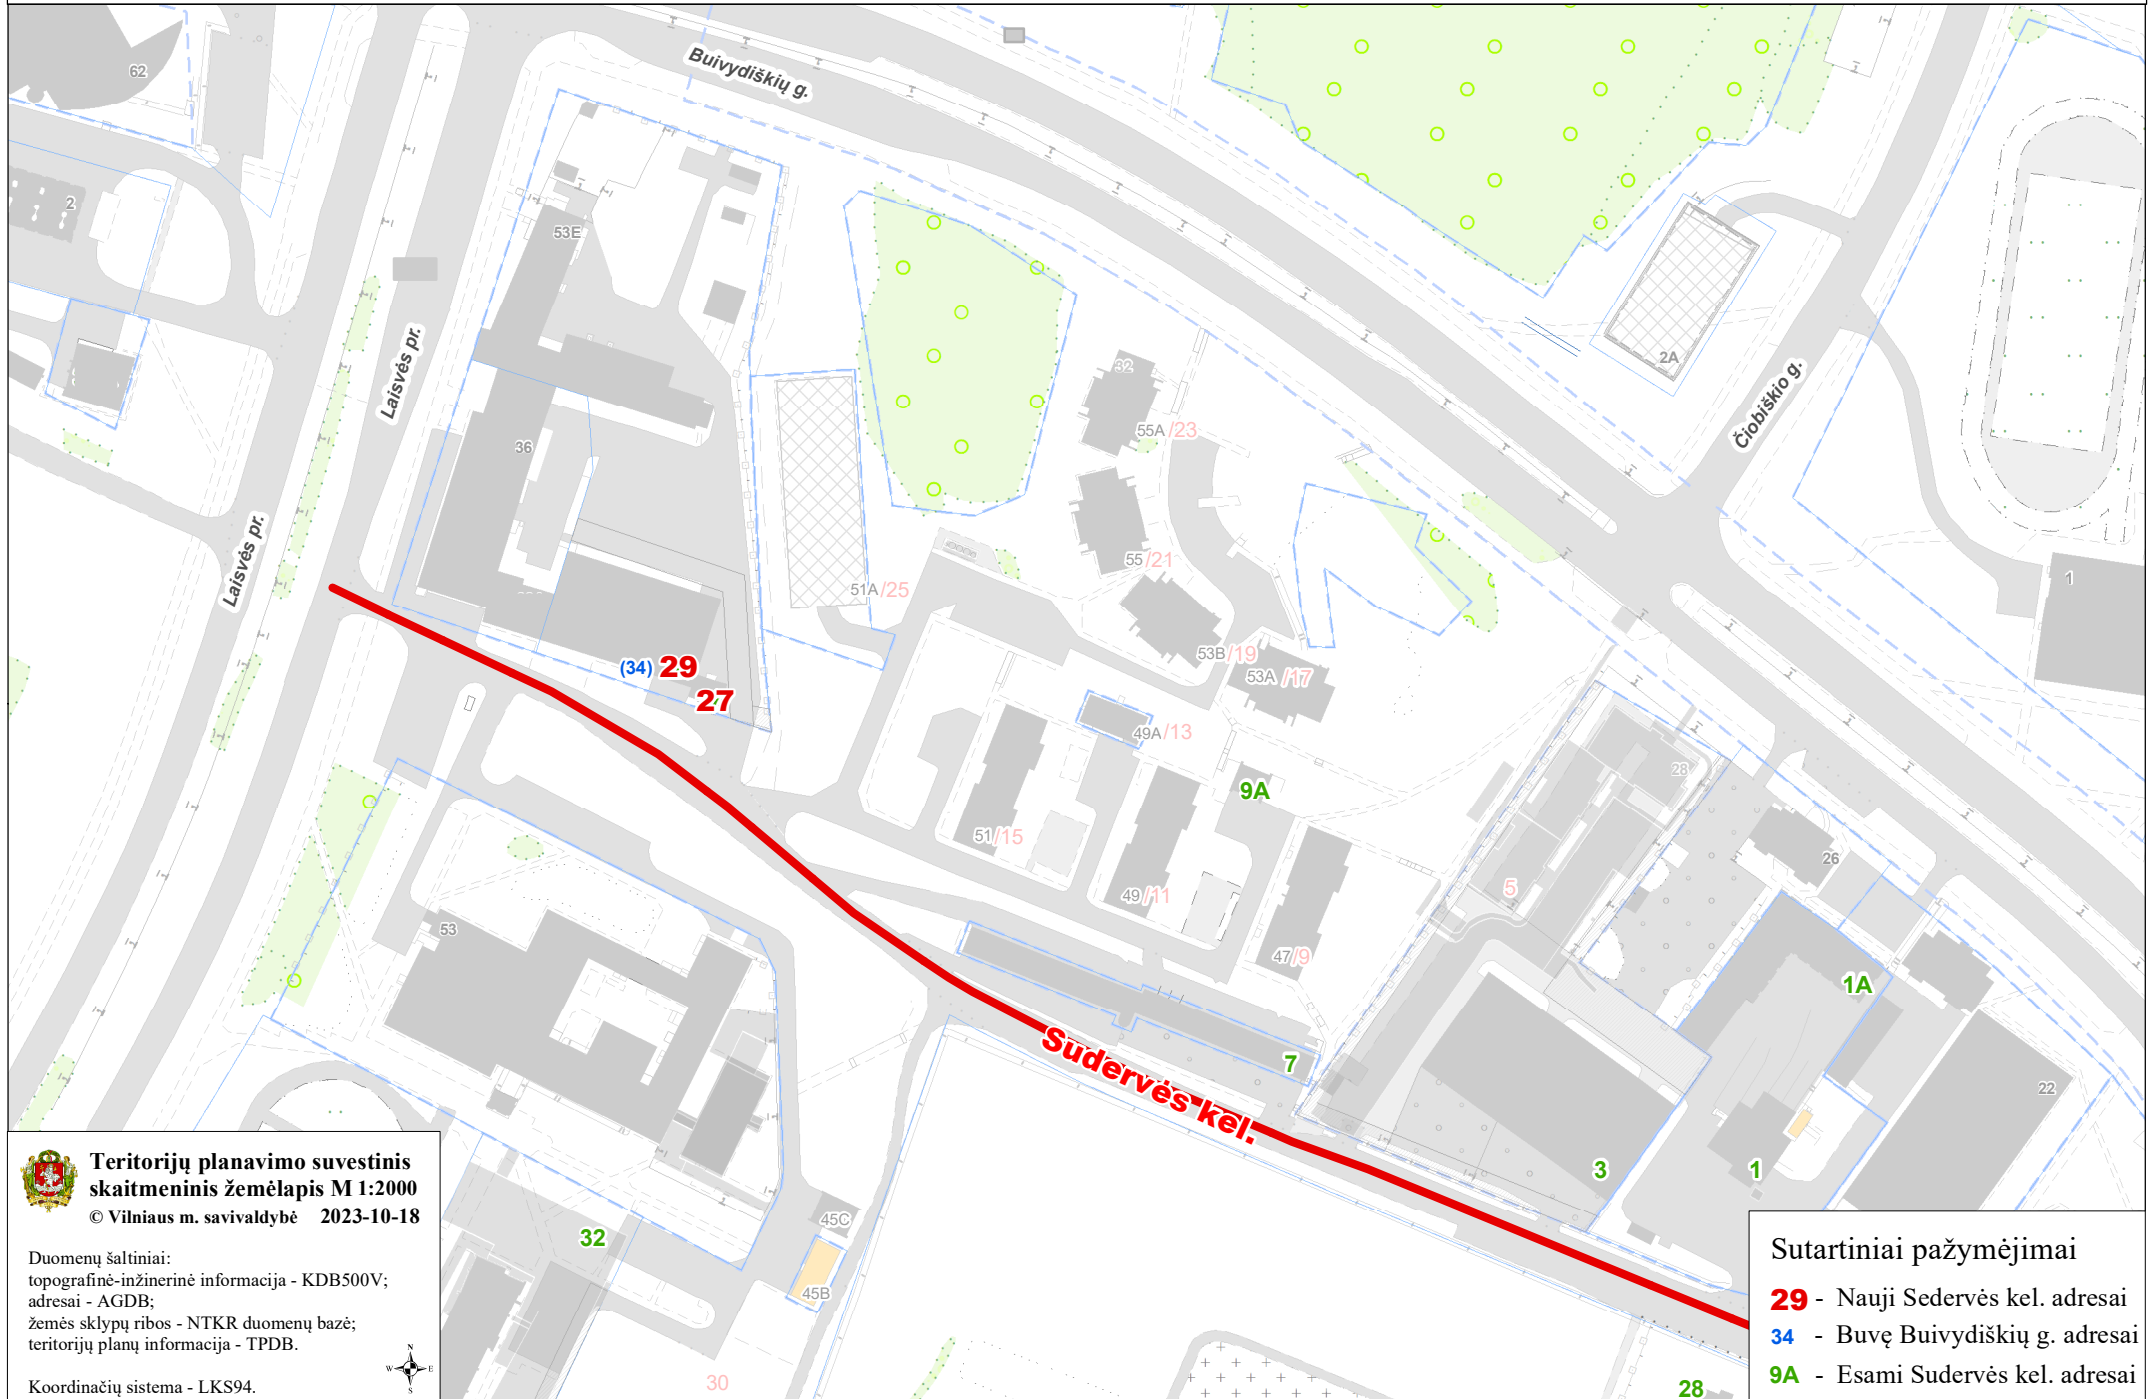 Buivydiškių g.
62
2
53E
Laisvės pr.
36
32
55A /23
2A
Čiobiškio g.
Laisvės pr.
55 /21
51A /25
1
53B /19
53A /17
(34) 29
27
49A /13
28
9A
51 /15
26
5
49 /11
53
47 /9
1A
Sudervės kel.
7
22
3
1
45C
32
45B
30
28
Teritorijų planavimo suvestinis
skaitmeninis žemėlapis M 1:2000
© Vilniaus m. savivaldybė 2023-10-18
Duomenų šaltiniai:
topografinė-inžinerinė informacija - KDB500V;
adresai - AGDB;
žemės sklypų ribos - NTKR duomenų bazė;
teritorijų planų informacija - TPDB.
Koordinačių sistema - LKS94.
N
W E
S
Sutartiniai pažymėjimai
29 - Nauji Sedervės kel. adresai
34 - Buvę Buivydiškių g. adresai
9A - Esami Sudervės kel. adresai